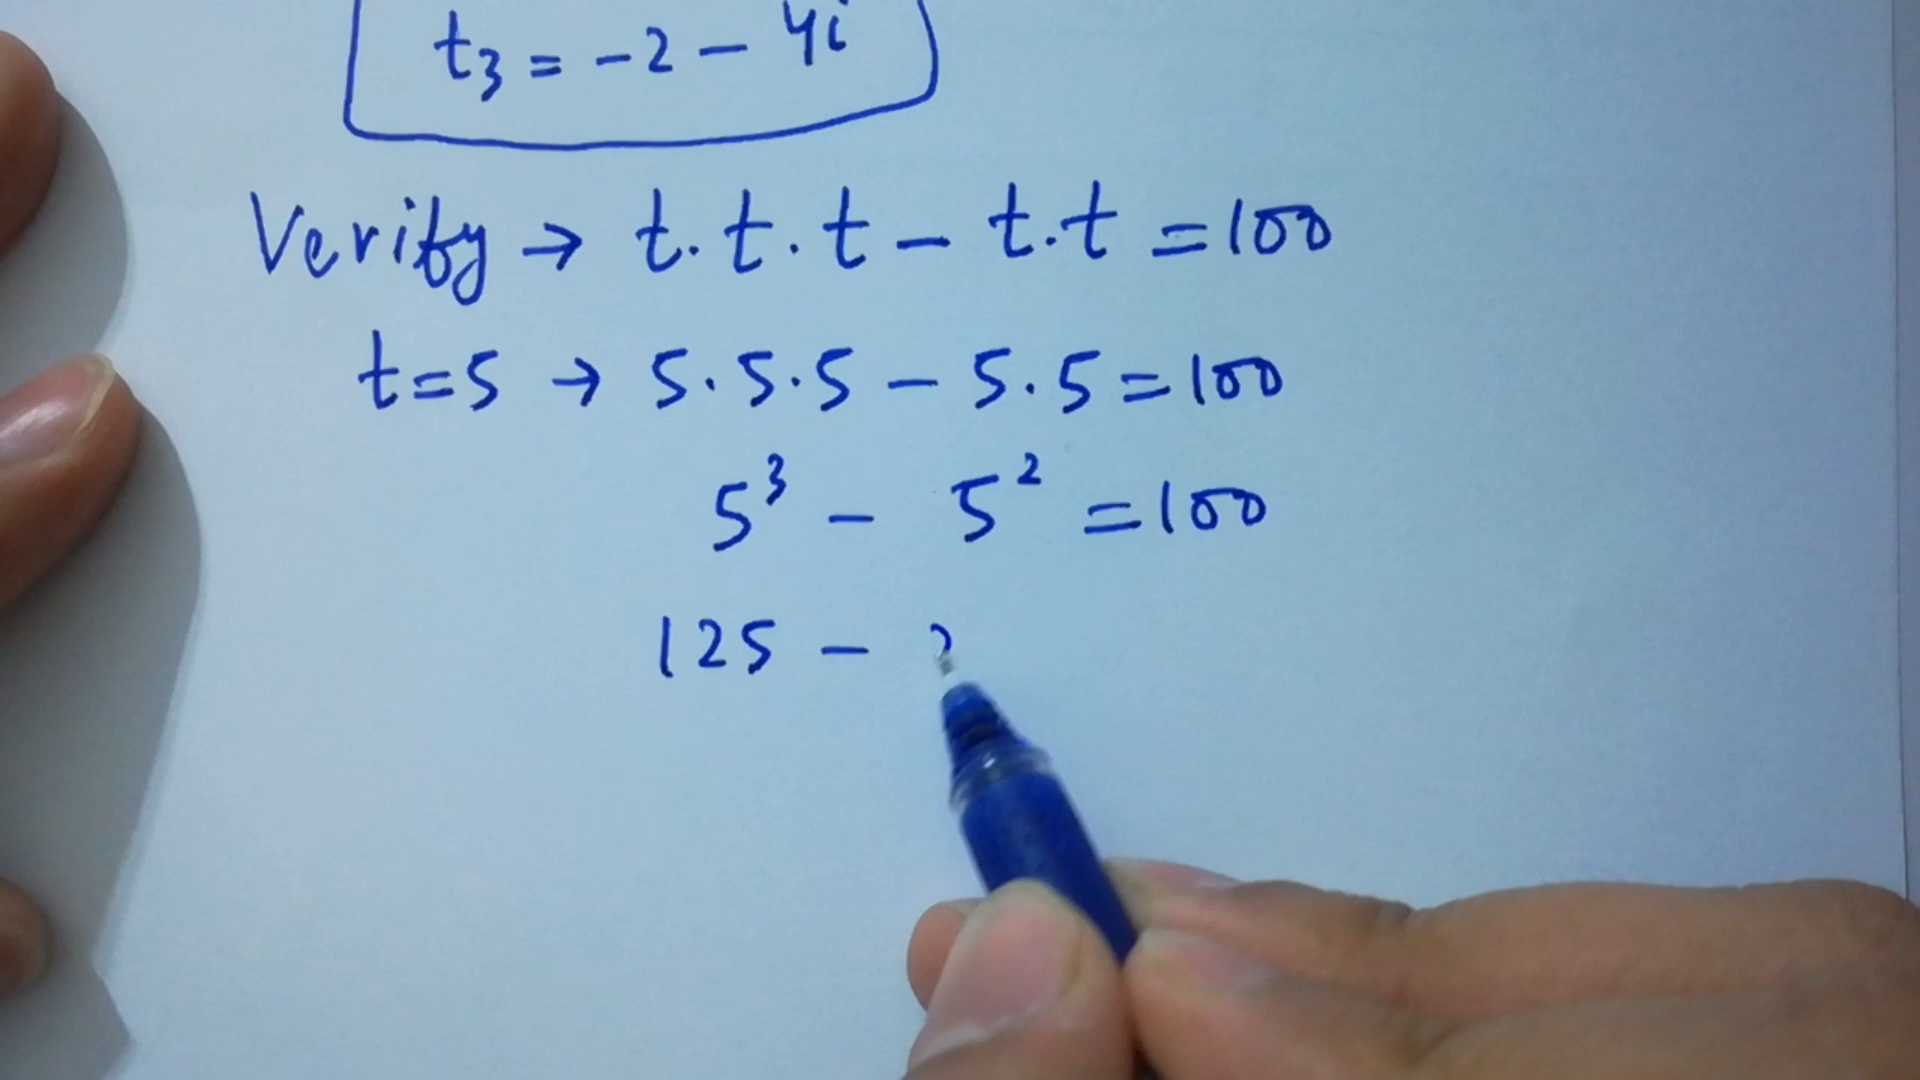 t₃ = -2 - 4i
Verify → t.t.t - t.t = 100
t=5 → 5.5.5 - 5.5 = 100
5³ - 5² = 100
125 -